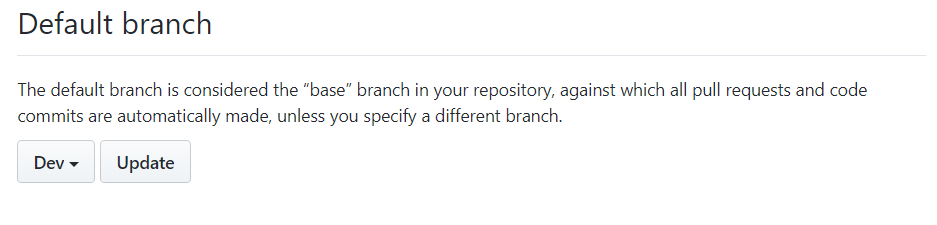 Default branch
The default branch is considered the “base” branch in your repository, against which all pull requests and code
commits are automatically made, unless you specify a different branch.
Dev Update